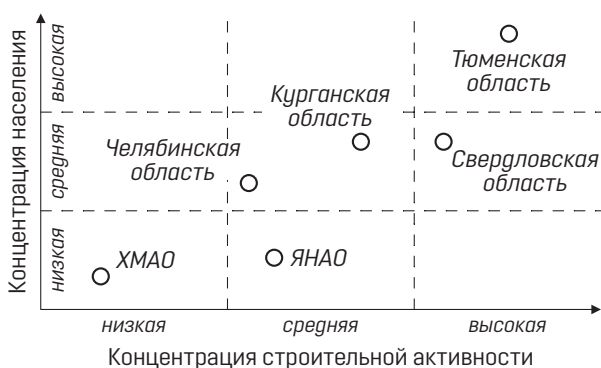 Концентрация населения
высокая
средняя
низкая
Тюменская
область
Курганская
область
Челябинская
область
Свердловская
область
ХМАО
ЯНАО
низкая
средняя
высокая
Концентрация строительной активности